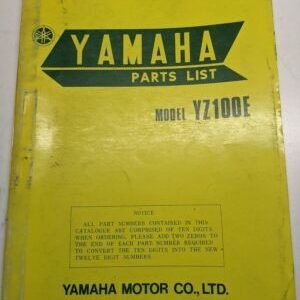 YAMAHA
PARTS LIST
MODEL YZ100E
NOTICE
ALL PART NUMBERS CONTAINED IN THIS
CATALOGUE ARE COMPRISED OF TEN DIGITS.
WHEN ORDERING, PLEASE ADD TWO ZEROS TO
THE END OF EACH PART NUMBER REQUIRED
TO CONVERT THE TEN DIGITS INTO THE NEW
TWELVE DIGIT NUMBERS.
YAMAHA MOTOR CO., LTD.